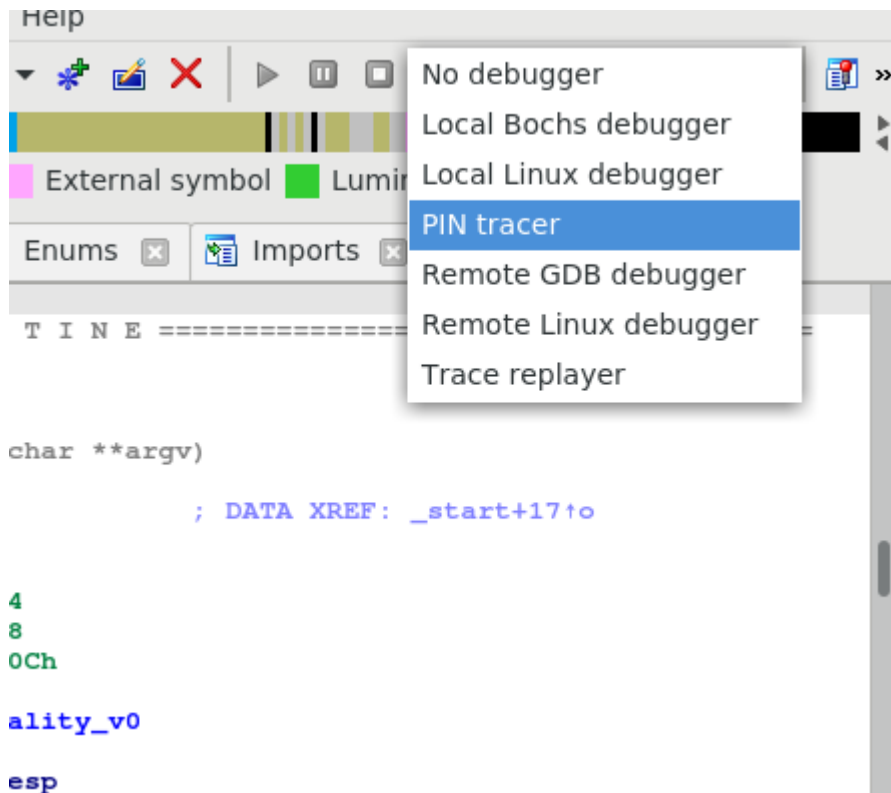 Help
No debugger
Local Bochs debugger
Local Linux debugger
PIN tracer
Remote GDB debugger
Remote Linux debugger
Trace replayer
»
External symbol
Enums
Imports
T I N E ===============
=
char **argv)
; DATA XREF: _start+17↑o
4
8
0Ch
ality_v0
esp